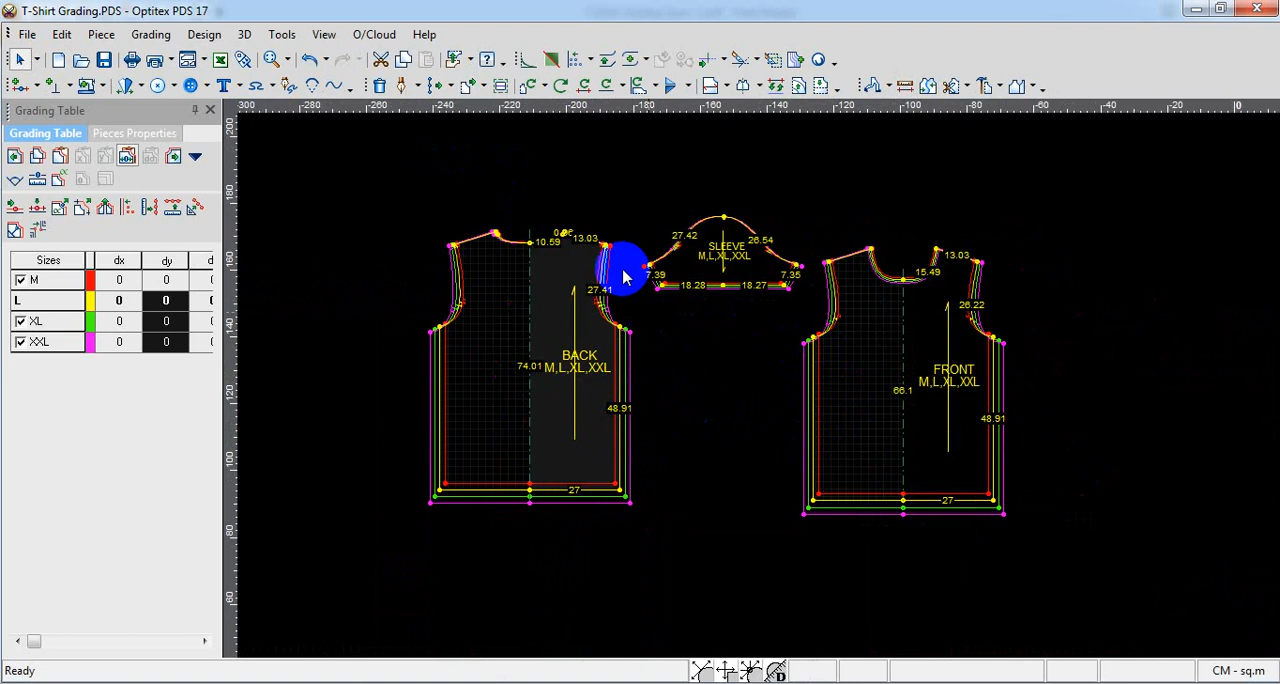 T-Shirt Grading.PDS - Optitex PDS 17
File Edit Piece Grading Design 3D Tools View O/Cloud Help
Grading Table
Grading Table Pieces Properties
Sizes dx dy d
M 0 0 0
L 0 0 0
XL 0 0 0
XXL 0 0 0
300 -280 -260 -240 -220 -200 -180 -160 -140 -120 -100 -80 -60 -40 -20 0
200
180
160
140
120
100
80
60
10.59 13.03
27.41
74.01
BACK
M,L,XL,XXL
48.91
27
27.42 26.54
SLEEVE
M,L,XL,XXL
7.39 7.35
18.28 18.27
13.03
15.49
26.22
FRONT
M,L,XL,XXL
66.1
48.91
27
Ready
D
CM - sq.m